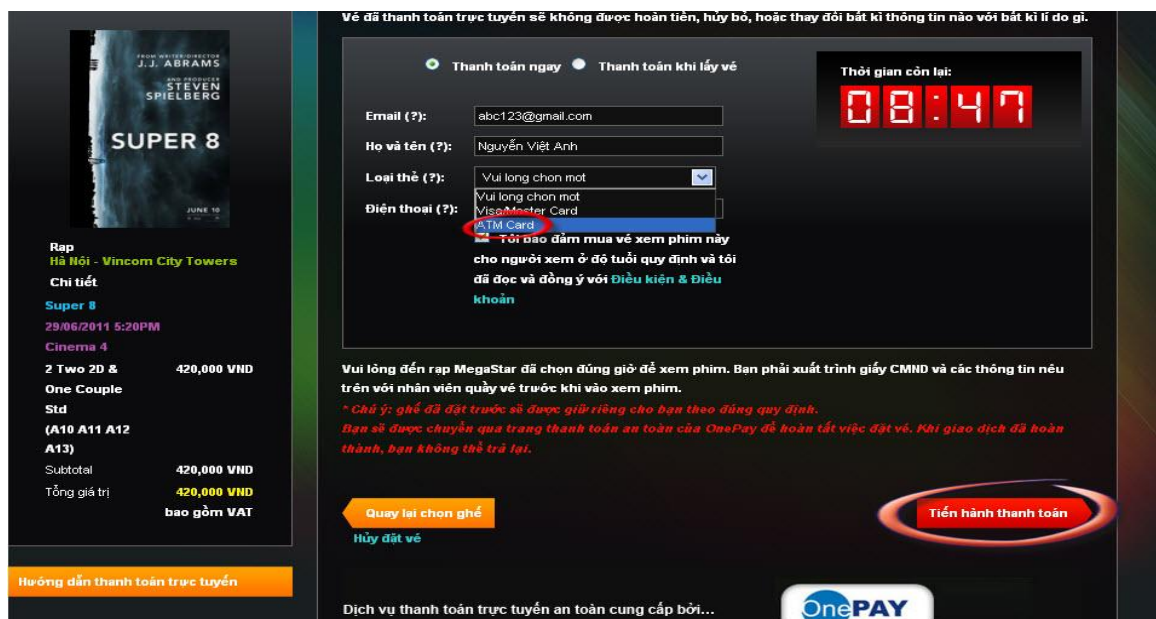 Vé đã thanh toán trực tuyến sẽ không được hoàn tiền, hủy bỏ, hoặc thay đổi bất kì thông tin nào với bất kì lí do gì.
FROM WRITER/DIRECTOR
J.J. ABRAMS
AND PRODUCER
STEVEN
SPIELBERG
SUPER 8
JUNE 10
Rạp
Hà Nội - Vincom City Towers
Chi tiết
Super 8
29/06/2011 5:20PM
Cinema 4
2 Two 2D & 420,000 VND
One Couple
Std
(A10 A11 A12
A13)
Subtotal 420,000 VND
Tổng giá trị 420,000 VND
bao gồm VAT
Hướng dẫn thanh toán trực tuyến
Thanh toán ngay Thanh toán khi lấy vé
Thời gian còn lại:
08:47
Email (?): abc123@gmail.com
Họ và tên (?): Nguyễn Việt Anh
Loại thẻ (?): Vui long chon mot
Vui long chon mot
Điện thoại (?): Visa/Master Card
ATM Card
Tôi bảo đảm mua vé xem phim này
cho người xem ở độ tuổi quy định và tôi
đã đọc và đồng ý với Điều kiện & Điều
khoản
Vui lòng đến rạp MegaStar đã chọn đúng giờ để xem phim. Bạn phải xuất trình giấy CMND và các thông tin nêu
trên với nhân viên quầy vé trước khi vào xem phim.
* Chú ý: ghế đã đặt trước sẽ được giữ riêng cho bạn theo đúng quy định.
Bạn sẽ được chuyển qua trang thanh toán an toàn của OnePay để hoàn tất việc đặt vé. Khi giao dịch đã hoàn
thành, bạn không thể trả lại.
Quay lại chọn ghế
Tiến hành thanh toán
Hủy đặt vé
Dịch vụ thanh toán trực tuyến an toàn cung cấp bởi...
OnePAY